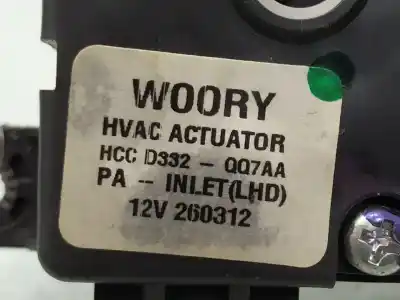 WOORY
HVAC ACTUATOR
HCC D332 - QQ7AA
PA -- INLET(LHD)
12V 260312